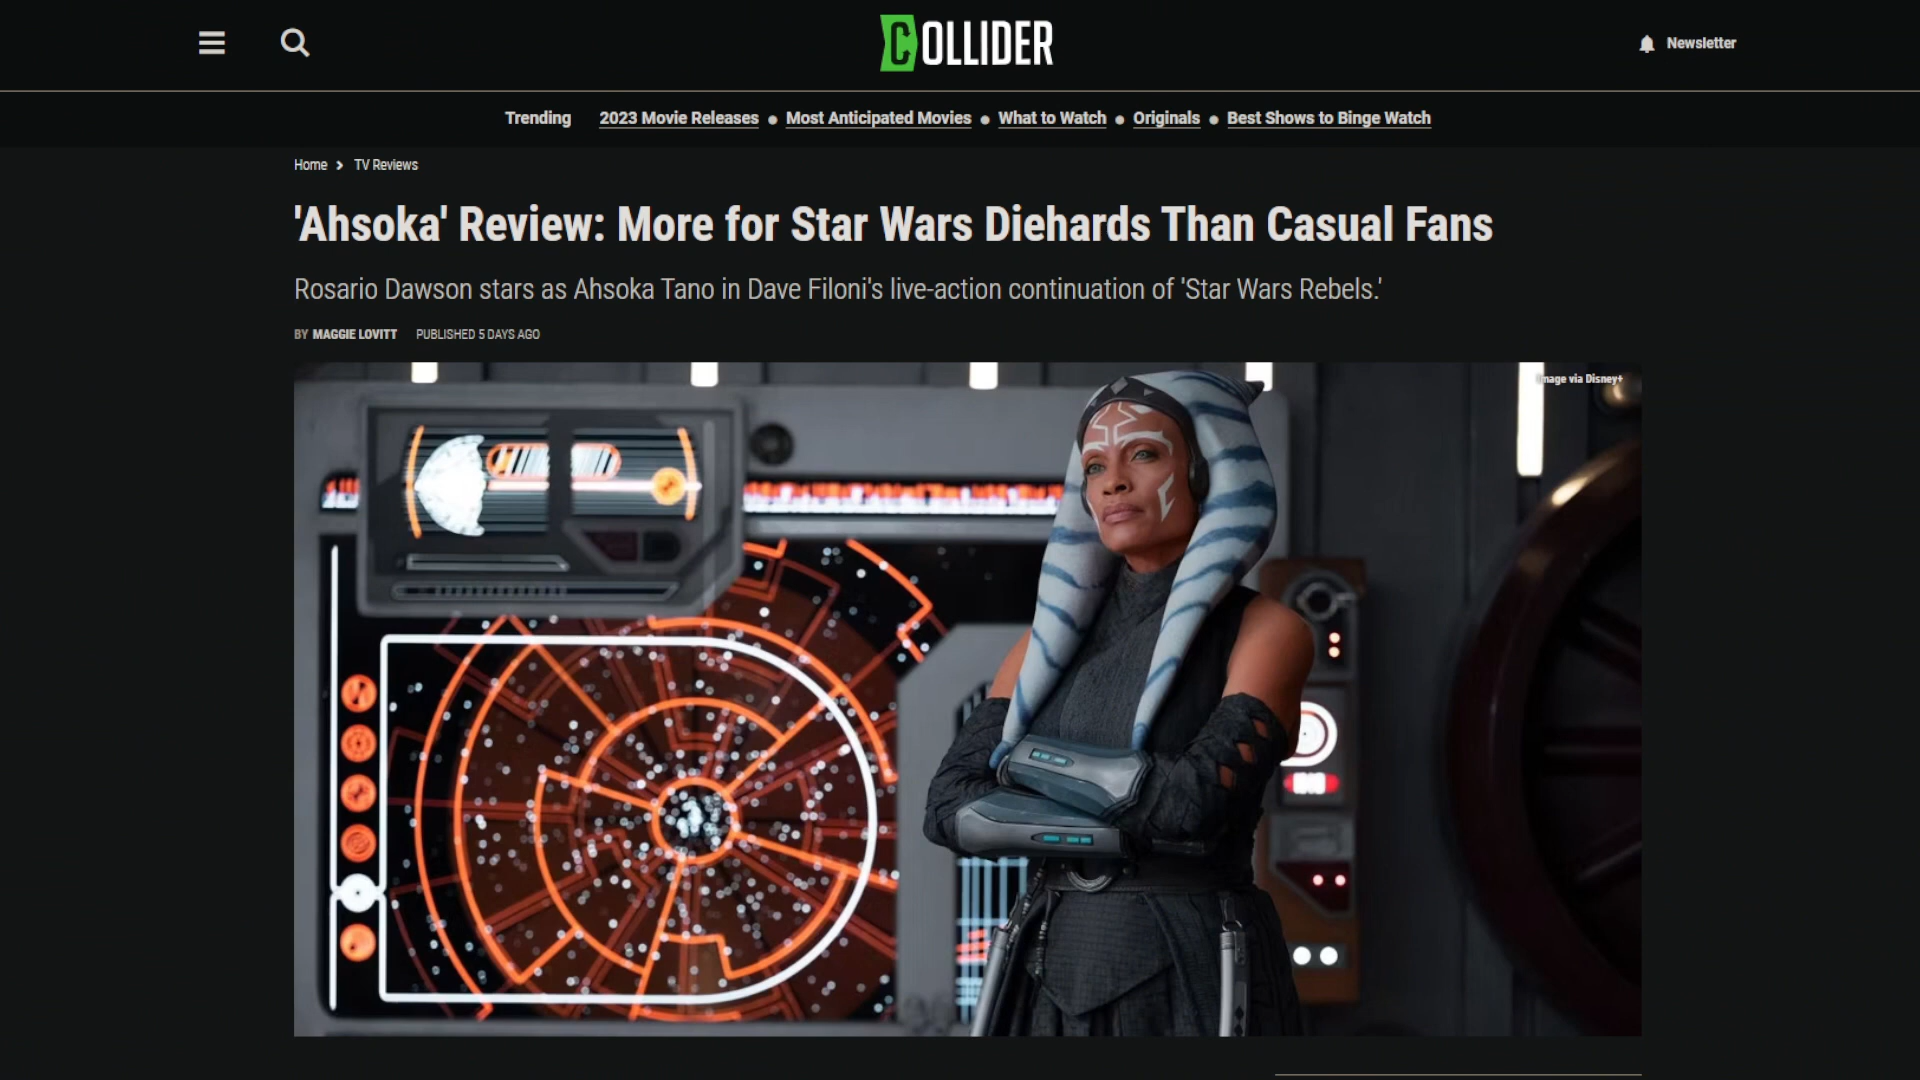 COLLIDER
Newsletter
Trending 2023 Movie Releases ● Most Anticipated Movies ● What to Watch ● Originals ● Best Shows to Binge Watch
Home > TV Reviews
'Ahsoka' Review: More for Star Wars Diehards Than Casual Fans
Rosario Dawson stars as Ahsoka Tano in Dave Filoni's live-action continuation of 'Star Wars Rebels.'
BY MAGGIE LOVITT PUBLISHED 5 DAYS AGO
Image via Disney+